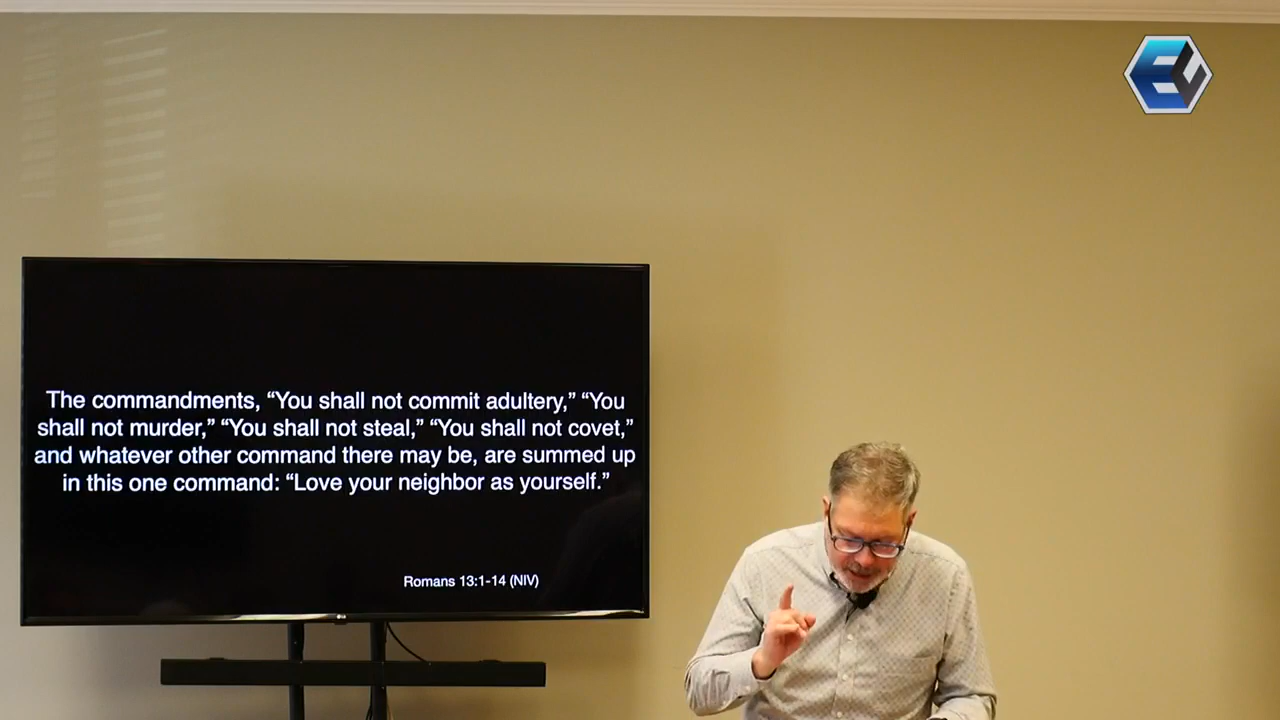 The commandments, “You shall not commit adultery,” “You
shall not murder,” “You shall not steal,” “You shall not covet,”
and whatever other command there may be, are summed up
in this one command: “Love your neighbor as yourself.”
Romans 13:1-14 (NIV)
LG